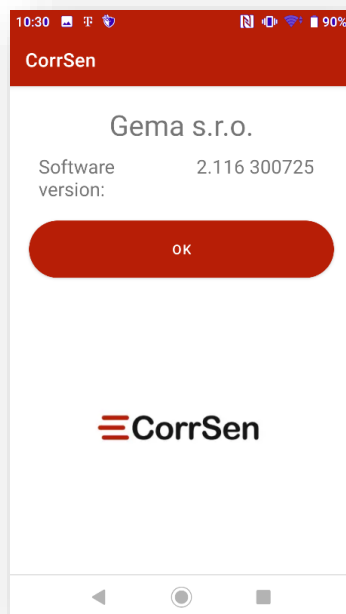 10:30 90%
CorrSen
Gema s.r.o.
Software 2.116 300725
version:
OK
CorrSen